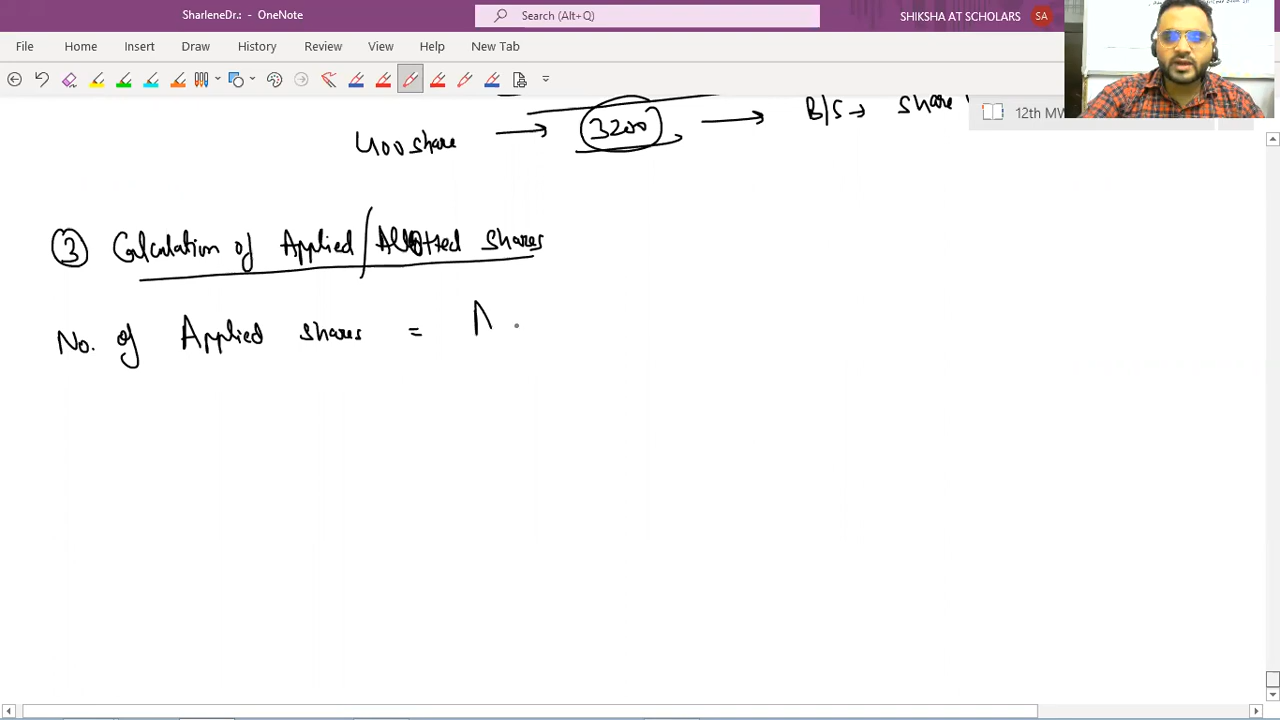 SharleneDr.: - OneNote
Search (Alt+Q)
SHIKSHA AT SCHOLARS
SA
File Home Insert Draw History Review View Help New Tab
400 share → 3200 → B/S → share
12th MW
③ Calculation of Applied/Allotted shares
No. of Applied shares =